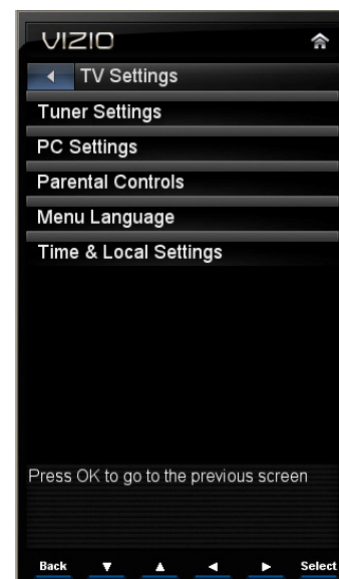 VIZIO
TV Settings
Tuner Settings
PC Settings
Parental Controls
Menu Language
Time & Local Settings
Press OK to go to the previous screen
Back ▼ ▲ ◄ ► Select